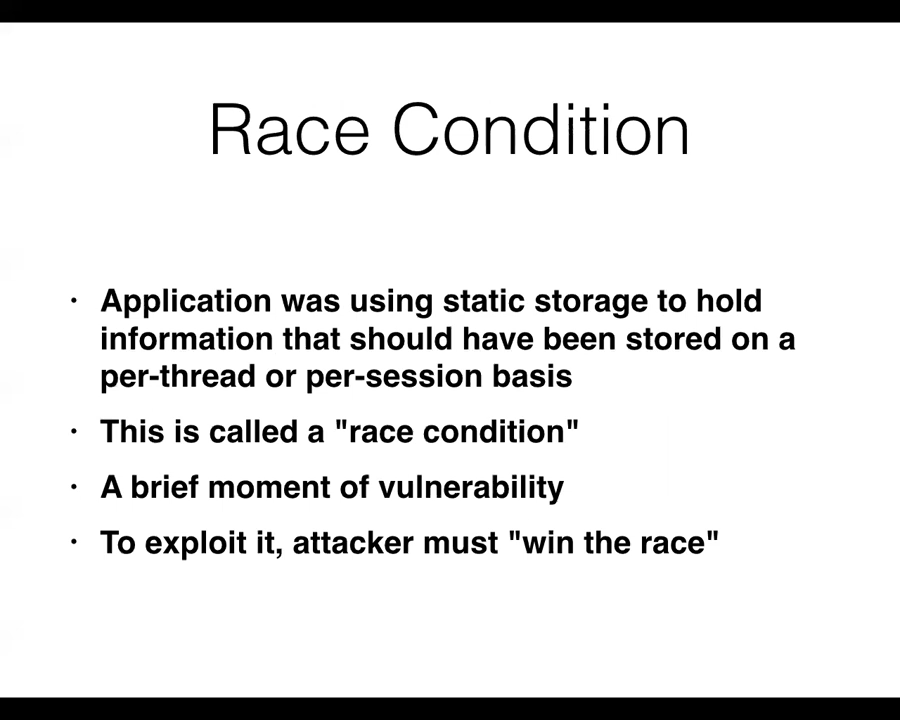 Race Condition
• Application was using static storage to hold
information that should have been stored on a
per-thread or per-session basis
• This is called a "race condition"
• A brief moment of vulnerability
• To exploit it, attacker must "win the race"